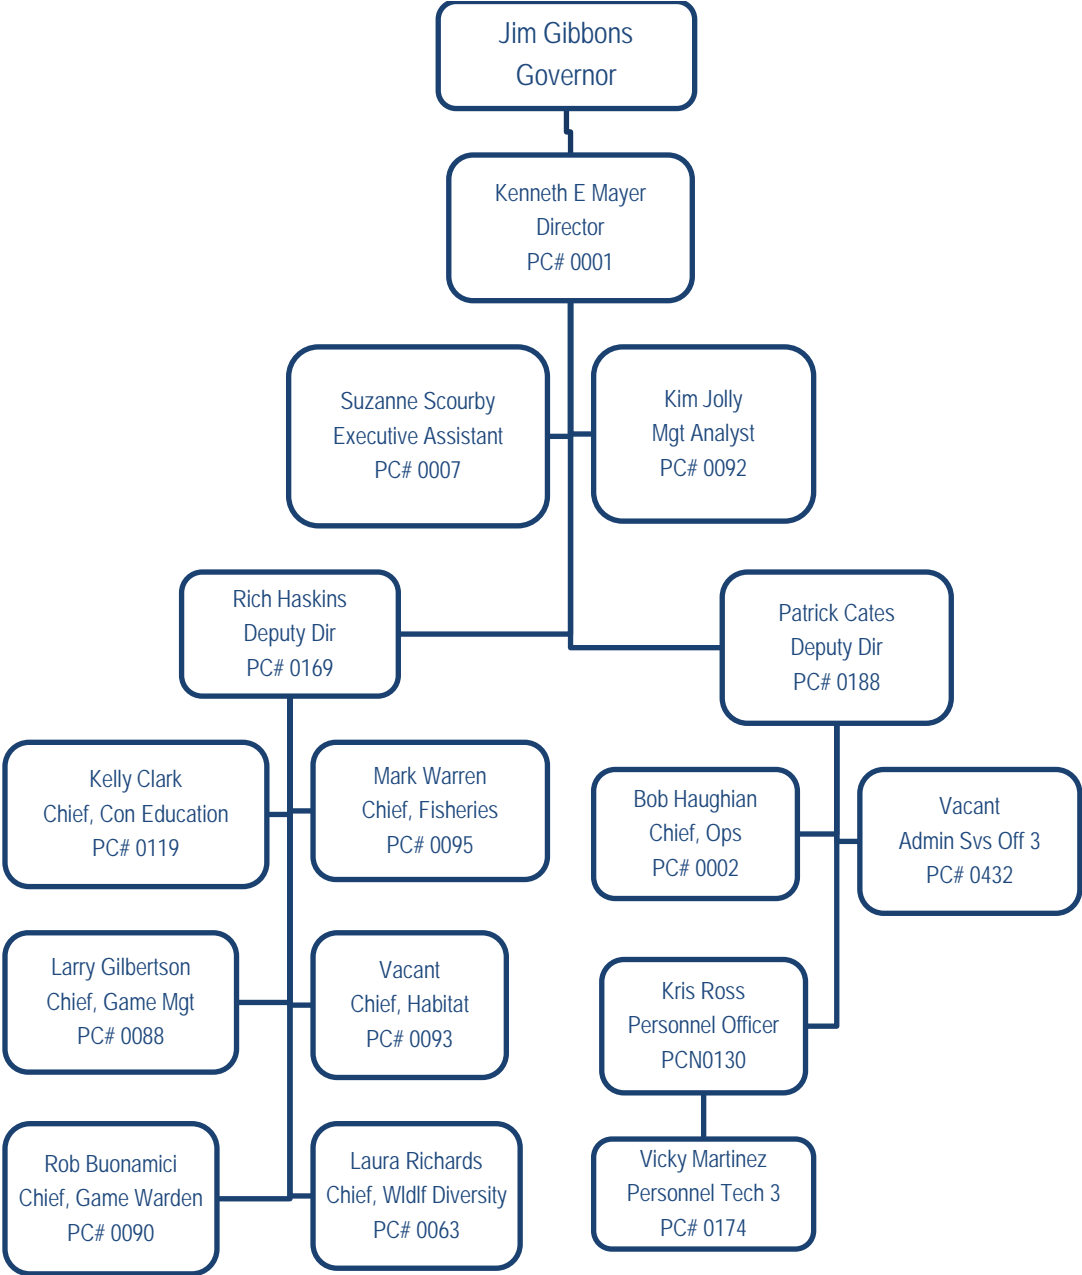 Jim Gibbons
Governor
Kenneth E Mayer
Director
PC# 0001
Suzanne Scourby
Executive Assistant
PC# 0007
Kim Jolly
Mgt Analyst
PC# 0092
Rich Haskins
Deputy Dir
PC# 0169
Patrick Cates
Deputy Dir
PC# 0188
Kelly Clark
Chief, Con Education
PC# 0119
Mark Warren
Chief, Fisheries
PC# 0095
Bob Haughian
Chief, Ops
PC# 0002
Vacant
Admin Svs Off 3
PC# 0432
Larry Gilbertson
Chief, Game Mgt
PC# 0088
Vacant
Chief, Habitat
PC# 0093
Kris Ross
Personnel Officer
PCN0130
Rob Buonamici
Chief, Game Warden
PC# 0090
Laura Richards
Chief, Wldlf Diversity
PC# 0063
Vicky Martinez
Personnel Tech 3
PC# 0174